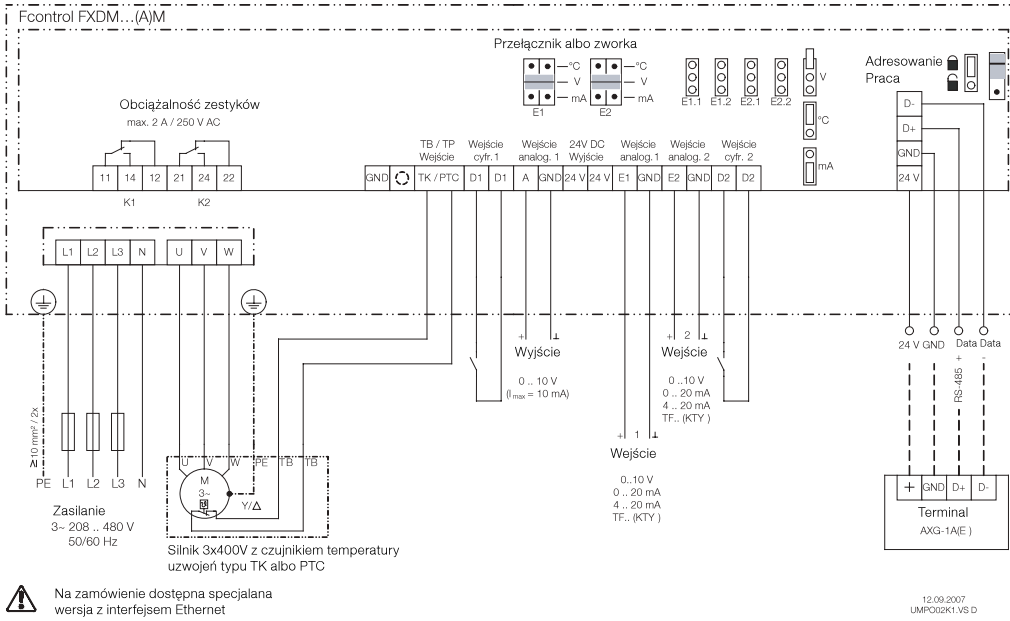 Fcontrol FXDM...(A)M
Przełącznik albo zworka
°C
V
mA
E1
°C
V
mA
E2
E1.1 E1.2 E2.1 E2.2
V
°C
mA
Adresowanie
Praca
D-
D+
GND
24 V
Obciążalność zestyków
max. 2 A / 250 V AC
11 14 12 21 24 22
K1 K2
TB / TP
Wejście
Wejście
cyfr. 1
Wejście
analog. 1
24V DC
Wyjście
Wejście
analog. 1
Wejście
analog. 2
Wejście
cyfr. 2
GND TK / PTC D1 D1 A GND 24 V 24 V E1 GND E2 GND D2 D2
L1 L2 L3 N U V W
≥10 mm² / 2x
PE L1 L2 L3 N
Zasilanie
3~ 208 .. 480 V
50/60 Hz
U V W PE TB TB
M
3~
Y/Δ
Silnik 3x400V z czujnikiem temperatury
uzwojeń typu TK albo PTC
+ ⊥
Wyjście
0 .. 10 V
(Imax = 10 mA)
+ 1 ⊥
Wejście
0..10 V
0 .. 20 mA
4 .. 20 mA
TF.. (KTY )
+ 2 ⊥
Wejście
0 ..10 V
0 .. 20 mA
4 .. 20 mA
TF.. (KTY)
24 V GND Data Data
+ -
RS-485
+ GND D+ D-
Terminal
AXG-1A(E )
Na zamówienie dostępna specjalana
wersja z interfejsem Ethernet
12.09.2007
UMPO02K1.VS D